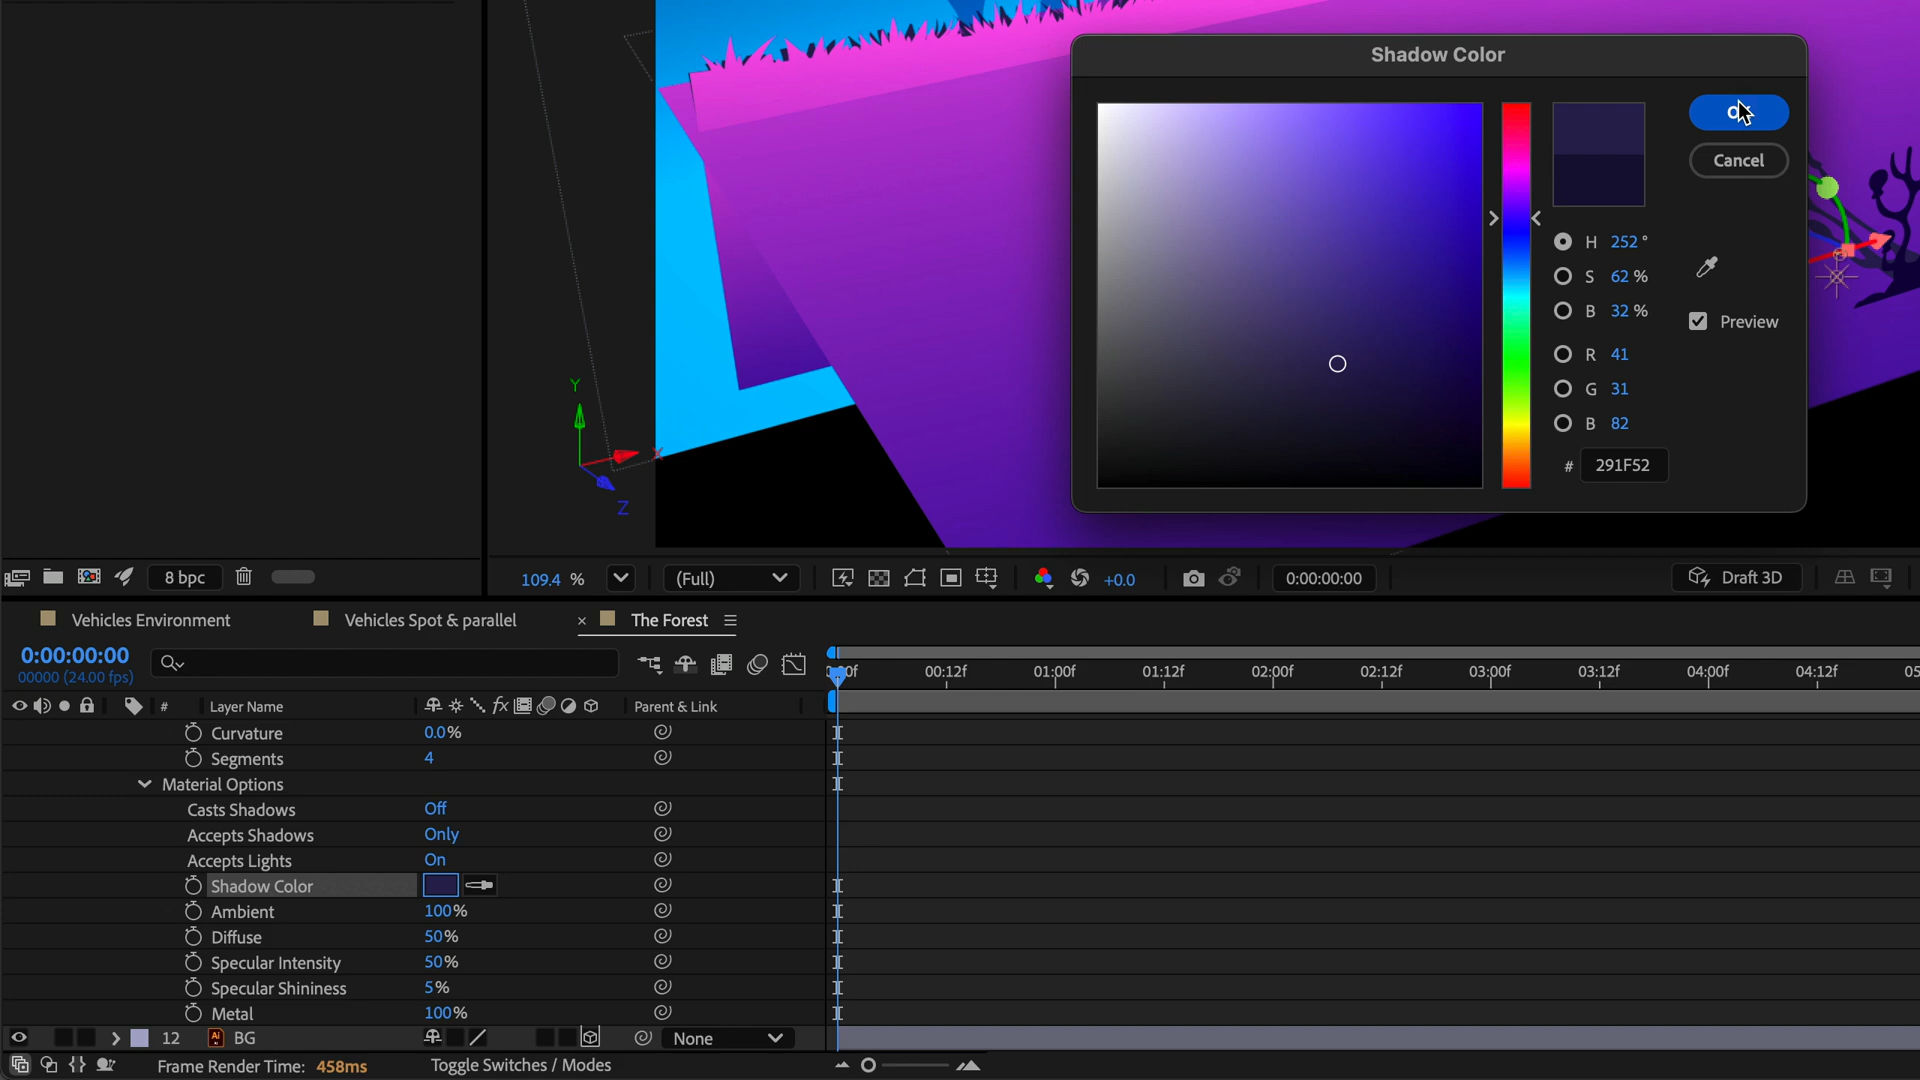 Shadow Color
Cancel
H 252 °
S 62 %
B 32 %
Preview
R 41
G 31
B 82
# 291F52
Y
X
Z
8 bpc
109.4 %
(Full)
+0.0
0:00:00:00
Draft 3D
Vehicles Environment
Vehicles Spot & parallel
× The Forest
0:00:00:00
00000 (24.00 fps)
00:12f
01:00f
01:12f
02:00f
02:12f
03:00f
03:12f
04:00f
04:12f
# Layer Name
fx
Parent & Link
Curvature 0.0%
Segments 4
Material Options
Casts Shadows Off
Accepts Shadows Only
Accepts Lights On
Shadow Color
Ambient 100%
Diffuse 50%
Specular Intensity 50%
Specular Shininess 5%
Metal 100%
12 Ai BG None
Frame Render Time: 458ms
Toggle Switches / Modes